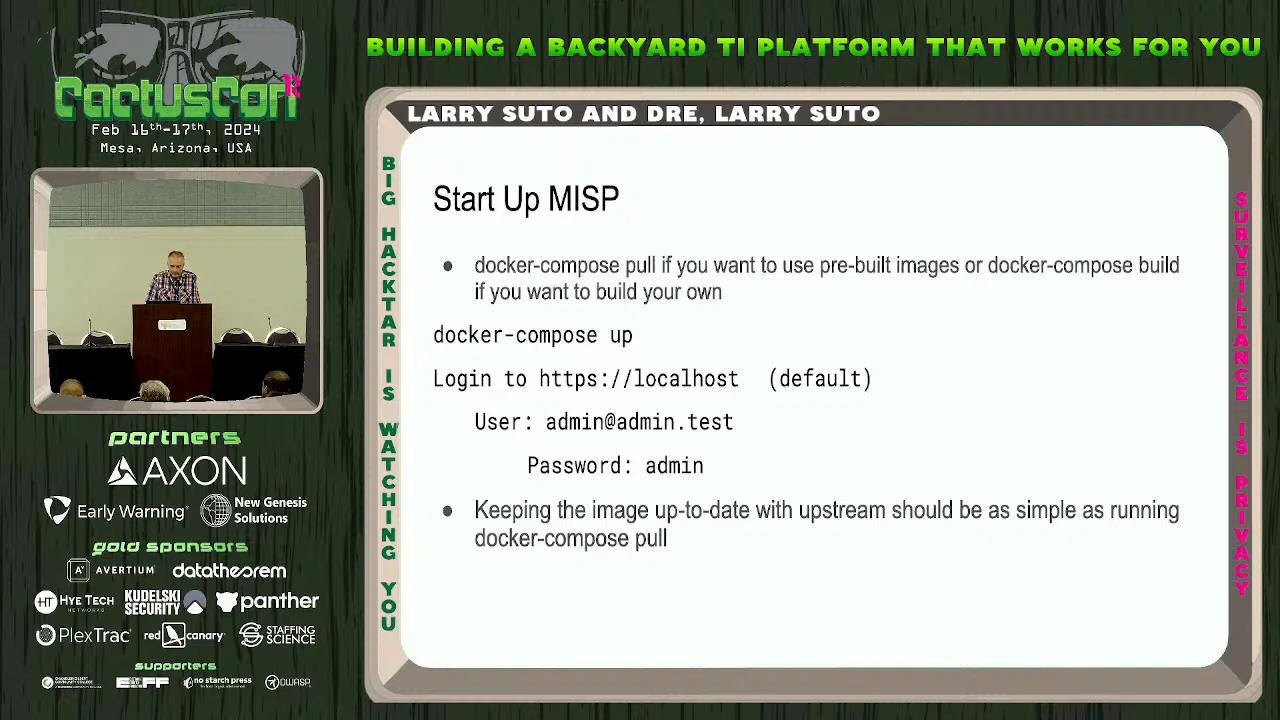 BUILDING A BACKYARD TI PLATFORM THAT WORKS FOR YOU
CactusCon
Feb 16th-17th, 2024
Mesa, Arizona, USA
LARRY SUTO AND DRE, LARRY SUTO
BIG HACKTAR IS WATCHING YOU
SURVEILLANCE IS PRIVACY
Start Up MISP
● docker-compose pull if you want to use pre-built images or docker-compose build
if you want to build your own
docker-compose up
Login to https://localhost (default)
User: admin@admin.test
Password: admin
● Keeping the image up-to-date with upstream should be as simple as running
docker-compose pull
partners
AXON
Early Warning
New Genesis
Solutions
gold sponsors
AVERTIUM
datatheorem
HT HYE TECH
NETWORKS
KUDELSKI
SECURITY
panther
PlexTrac
red canary
STAFFING
SCIENCE
supporters
EFF
no starch press
OWASP